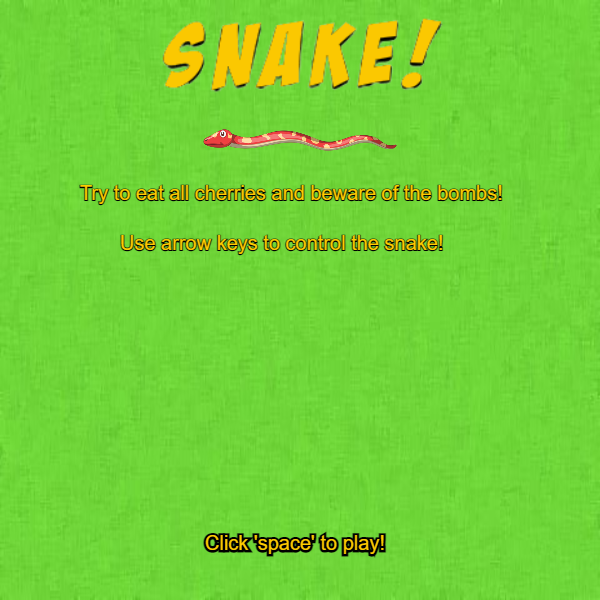 SNAKE!
Try to eat all cherries and beware of the bombs!
Use arrow keys to control the snake!
Click 'space' to play!